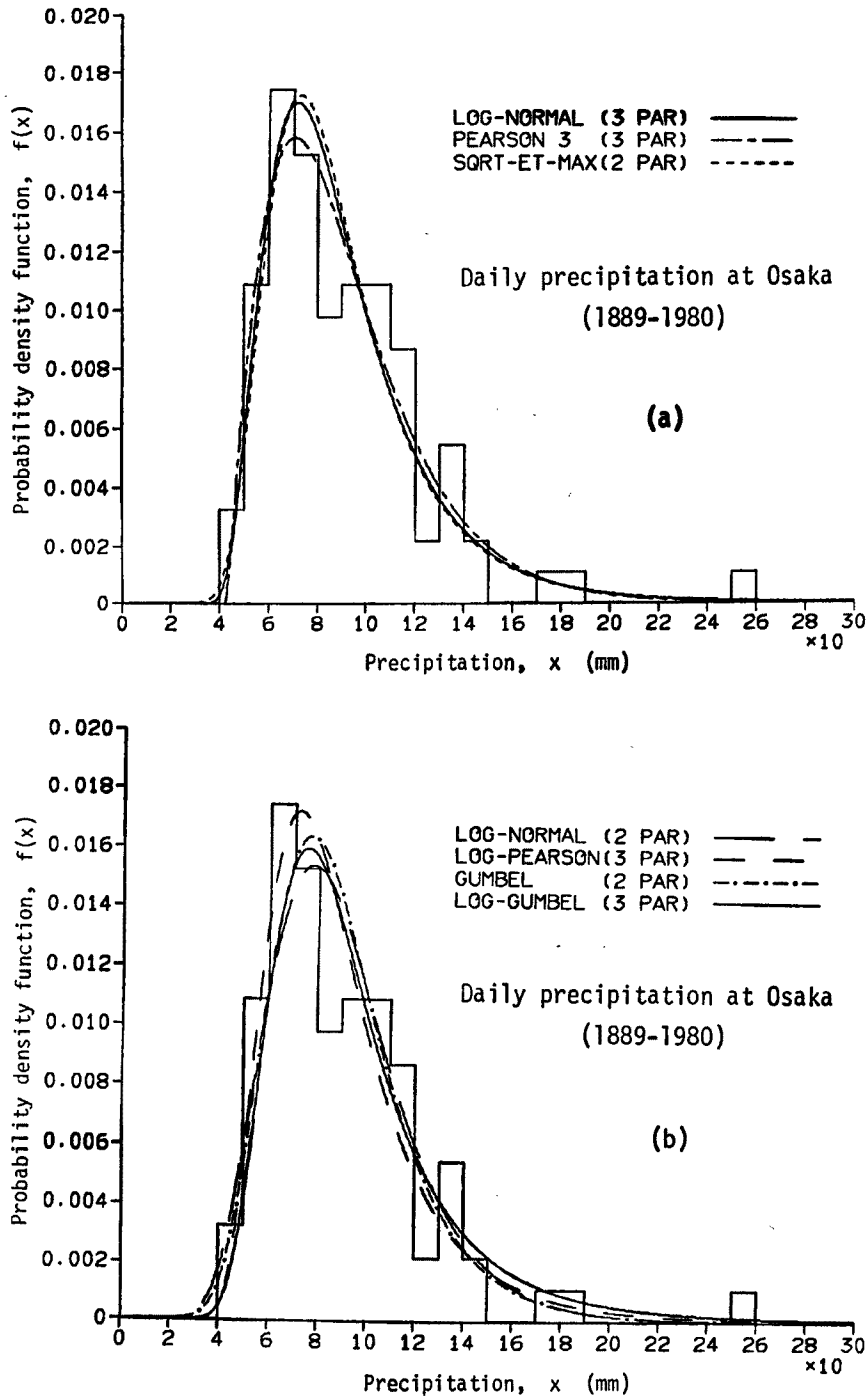 0.020
0.018
0.016
0.014
0.012
0.010
0.008
0.006
0.004
0.002
0
Probability density function, f(x)
LOG-NORMAL (3 PAR)
PEARSON 3 (3 PAR)
SQRT-ET-MAX(2 PAR)
Daily precipitation at Osaka
(1889-1980)
(a)
0 2 4 6 8 10 12 14 16 18 20 22 24 26 28 30
×10
Precipitation, x (mm)
0.020
0.018
0.016
0.014
0.012
0.010
0.008
0.006
0.004
0.002
0
Probability density function, f(x)
LOG-NORMAL (2 PAR)
LOG-PEARSON(3 PAR)
GUMBEL (2 PAR)
LOG-GUMBEL (3 PAR)
Daily precipitation at Osaka
(1889-1980)
(b)
0 2 4 6 8 10 12 14 16 18 20 22 24 26 28 30
×10
Precipitation, x (mm)